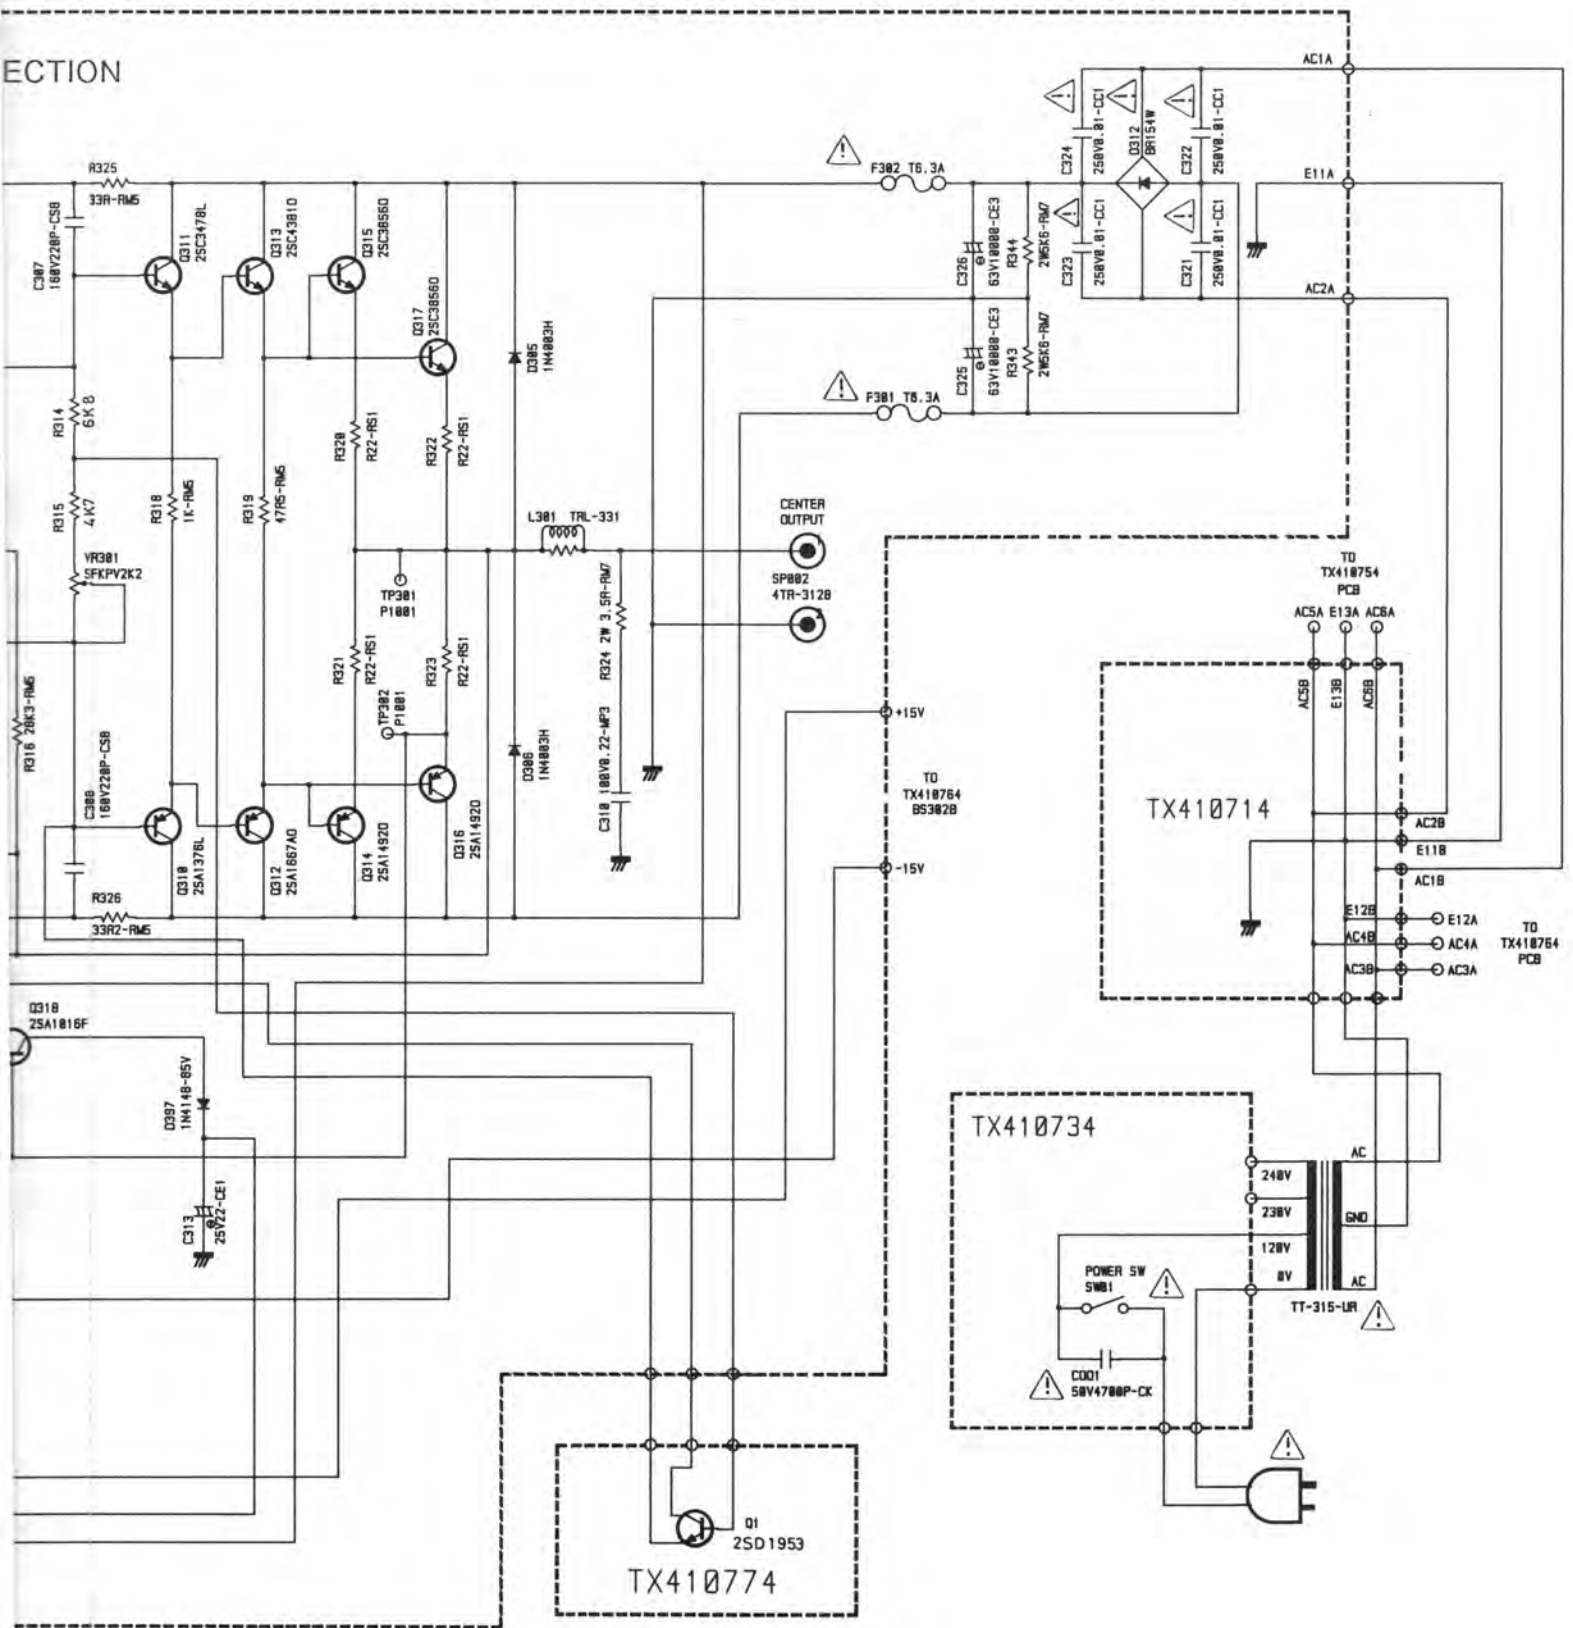 ECTION
AC1A
C324
250V0.01-CC1
D312
BR154W
C322
250V0.01-CC1
E11A
F302 T6.3A
R325
33R-RM5
C307
160V220P-CS8
Q311
2SC3478L
Q313
2SC4381O
Q315
2SC3856O
Q317
2SC3856O
D305
1N4003H
C326
63V10000-CE3
R344
2W5K6-RM7
C323
250V0.01-CC1
C321
250V0.01-CC1
AC2A
C325
63V10000-CE3
R343
2W5K6-RM7
F301 T6.3A
R314
6K8
R320
R22-RS1
R322
R22-RS1
R315
4K7
R318
1K-RM5
R319
47R5-RM5
L301 TRL-331
CENTER
OUTPUT
1
VR301
SFKPV2K2
TP301
P1001
SP002
4TR-312B
2
TO
TX410754
PCB
AC5A E13A AC6A
R324 2W 3.5R-RM7
R321
R22-RS1
R323
R22-RS1
TP302
P1001
AC5B
E13B
AC6B
R316 20K3-RM5
+15V
C308
160V220P-CS8
D306
1N4003H
C310 100V0.22-MP3
TO
TX410764
BS302B
TX410714
AC2B
E11B
AC1B
Q310
2SA1376L
Q312
2SA1667AO
Q314
2SA1492O
Q316
2SA1492O
-15V
R326
33R2-RM5
E12B
E12A
AC4B
AC4A
AC3B
AC3A
TO
TX410764
PCB
Q318
2SA1016F
D307
1N4148-85V
C313
25V22-CE1
TX410734
240V
230V
120V
0V
AC
GND
AC
POWER SW
SW01
TT-315-UR
C001
50V4700P-CK
Q1
2SD1953
TX410774